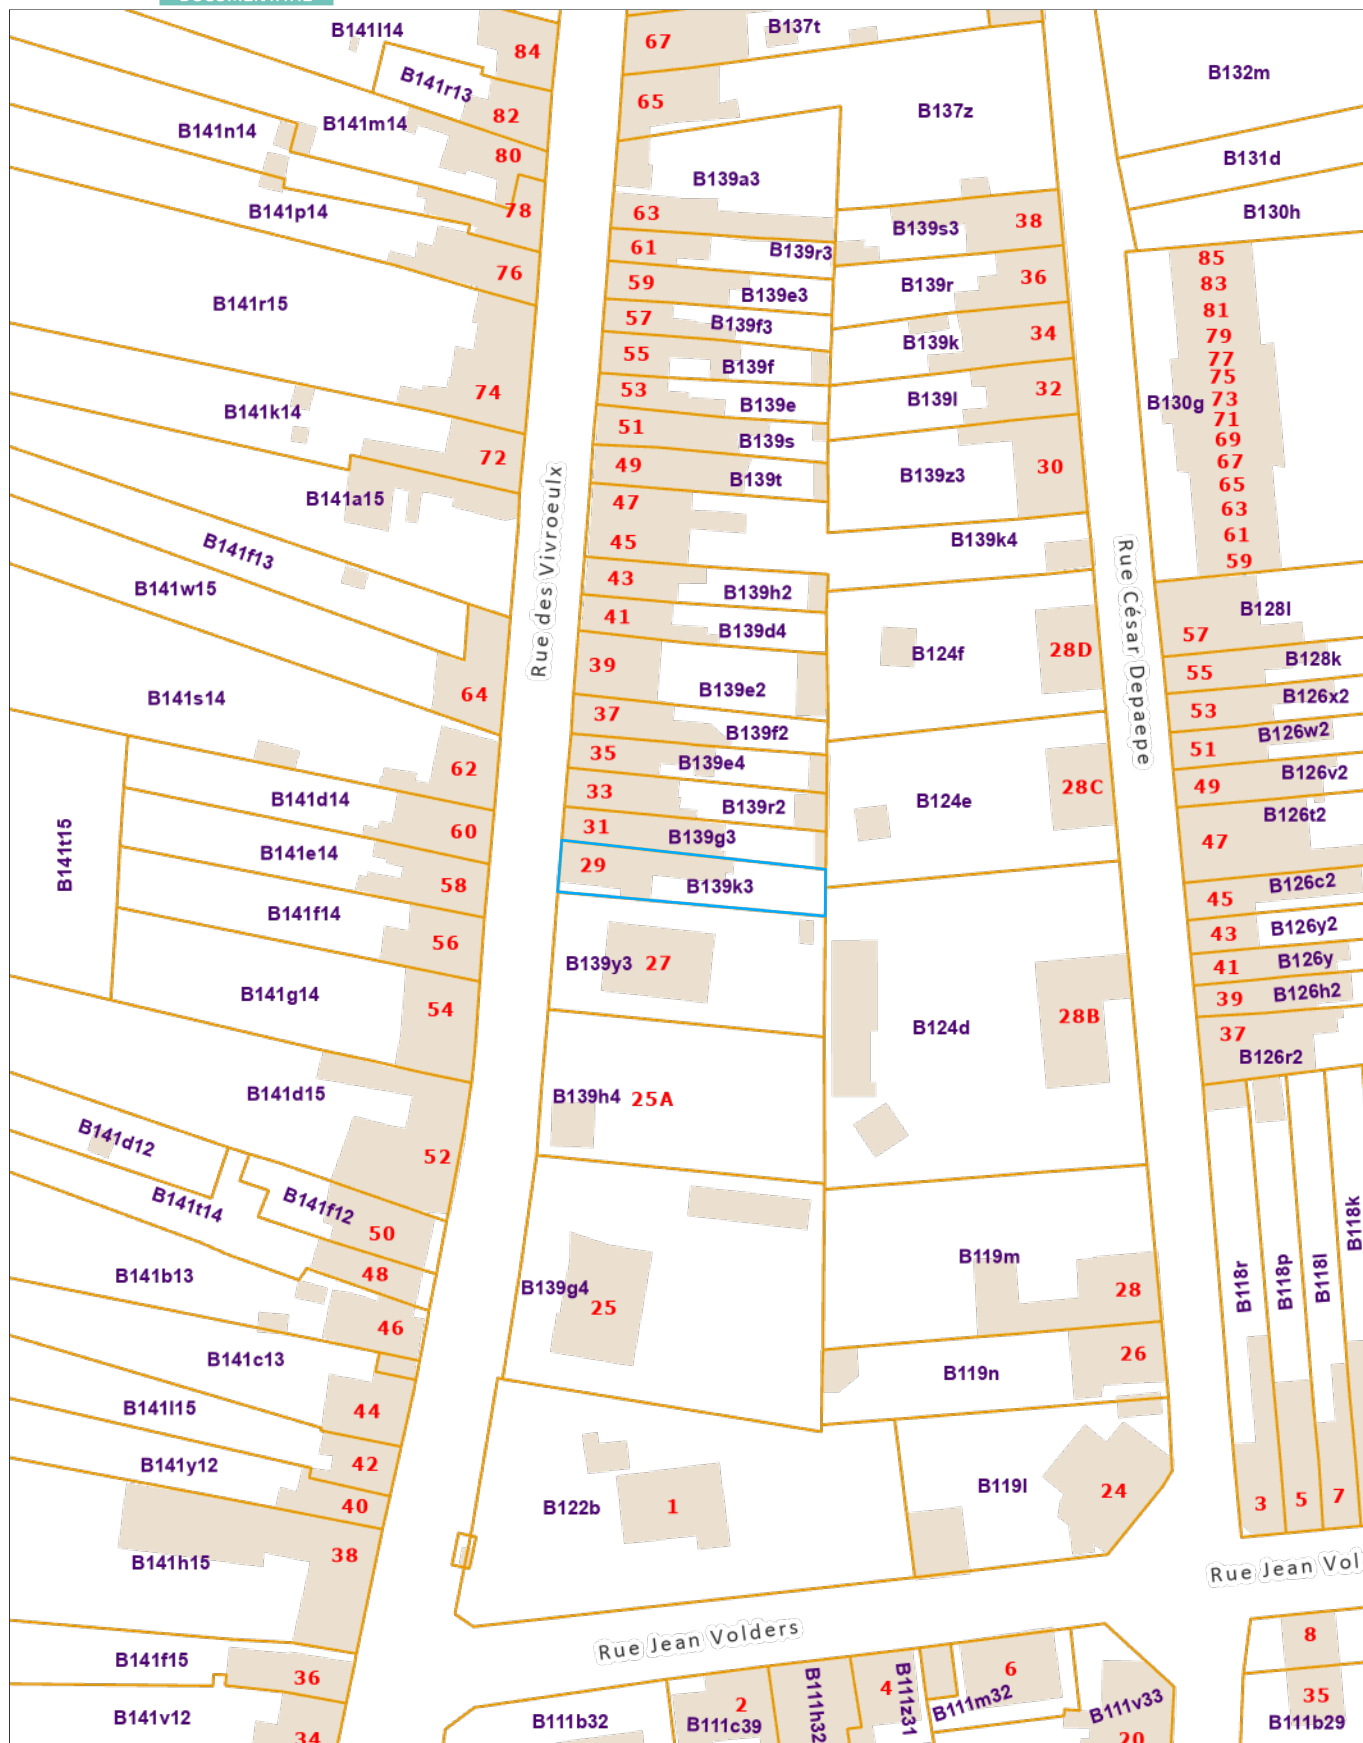 B141l14
84
B141r13
82
B141n14
B141m14
80
B141p14
78
76
B141r15
74
B141k14
72
B141a15
B141f13
B141w15
B141s14
64
62
B141d14
60
B141e14
58
B141t15
B141f14
56
B141g14
54
B141d15
52
B141d12
B141t14
B141f12
50
48
B141b13
46
B141c13
44
B141l15
42
B141y12
40
38
B141h15
B141f15
36
B141v12
34
Rue des Vivroeulx
67
B137t
65
B137z
B139a3
63
61
B139r3
59
B139e3
57
B139f3
55
B139f
53
B139e
51
B139s
49
B139t
47
45
43
B139h2
41
B139d4
39
B139e2
37
B139f2
35
B139e4
33
B139r2
31
B139g3
29
B139k3
B139y3
27
B139h4
25A
B139g4
25
B122b
1
B139s3
38
B139r
36
B139k
34
B139l
32
B139z3
30
B139k4
B124f
28D
B124e
28C
B124d
28B
B119m
28
B119n
26
B119l
24
Rue César Depaepe
B132m
B131d
B130h
85
83
81
79
77
75
B130g
73
71
69
67
65
63
61
59
B128l
57
B128k
55
B126x2
53
B126w2
51
B126v2
49
B126t2
47
B126c2
45
B126y2
43
B126y
41
B126h2
39
37
B126r2
B118r
B118p
B118l
B118k
3
5
7
Rue Jean Vol
Rue Jean Volders
B111b32
2
B111c39
B111h32
4
B111z31
B111m32
6
B111v33
20
8
35
B111b29